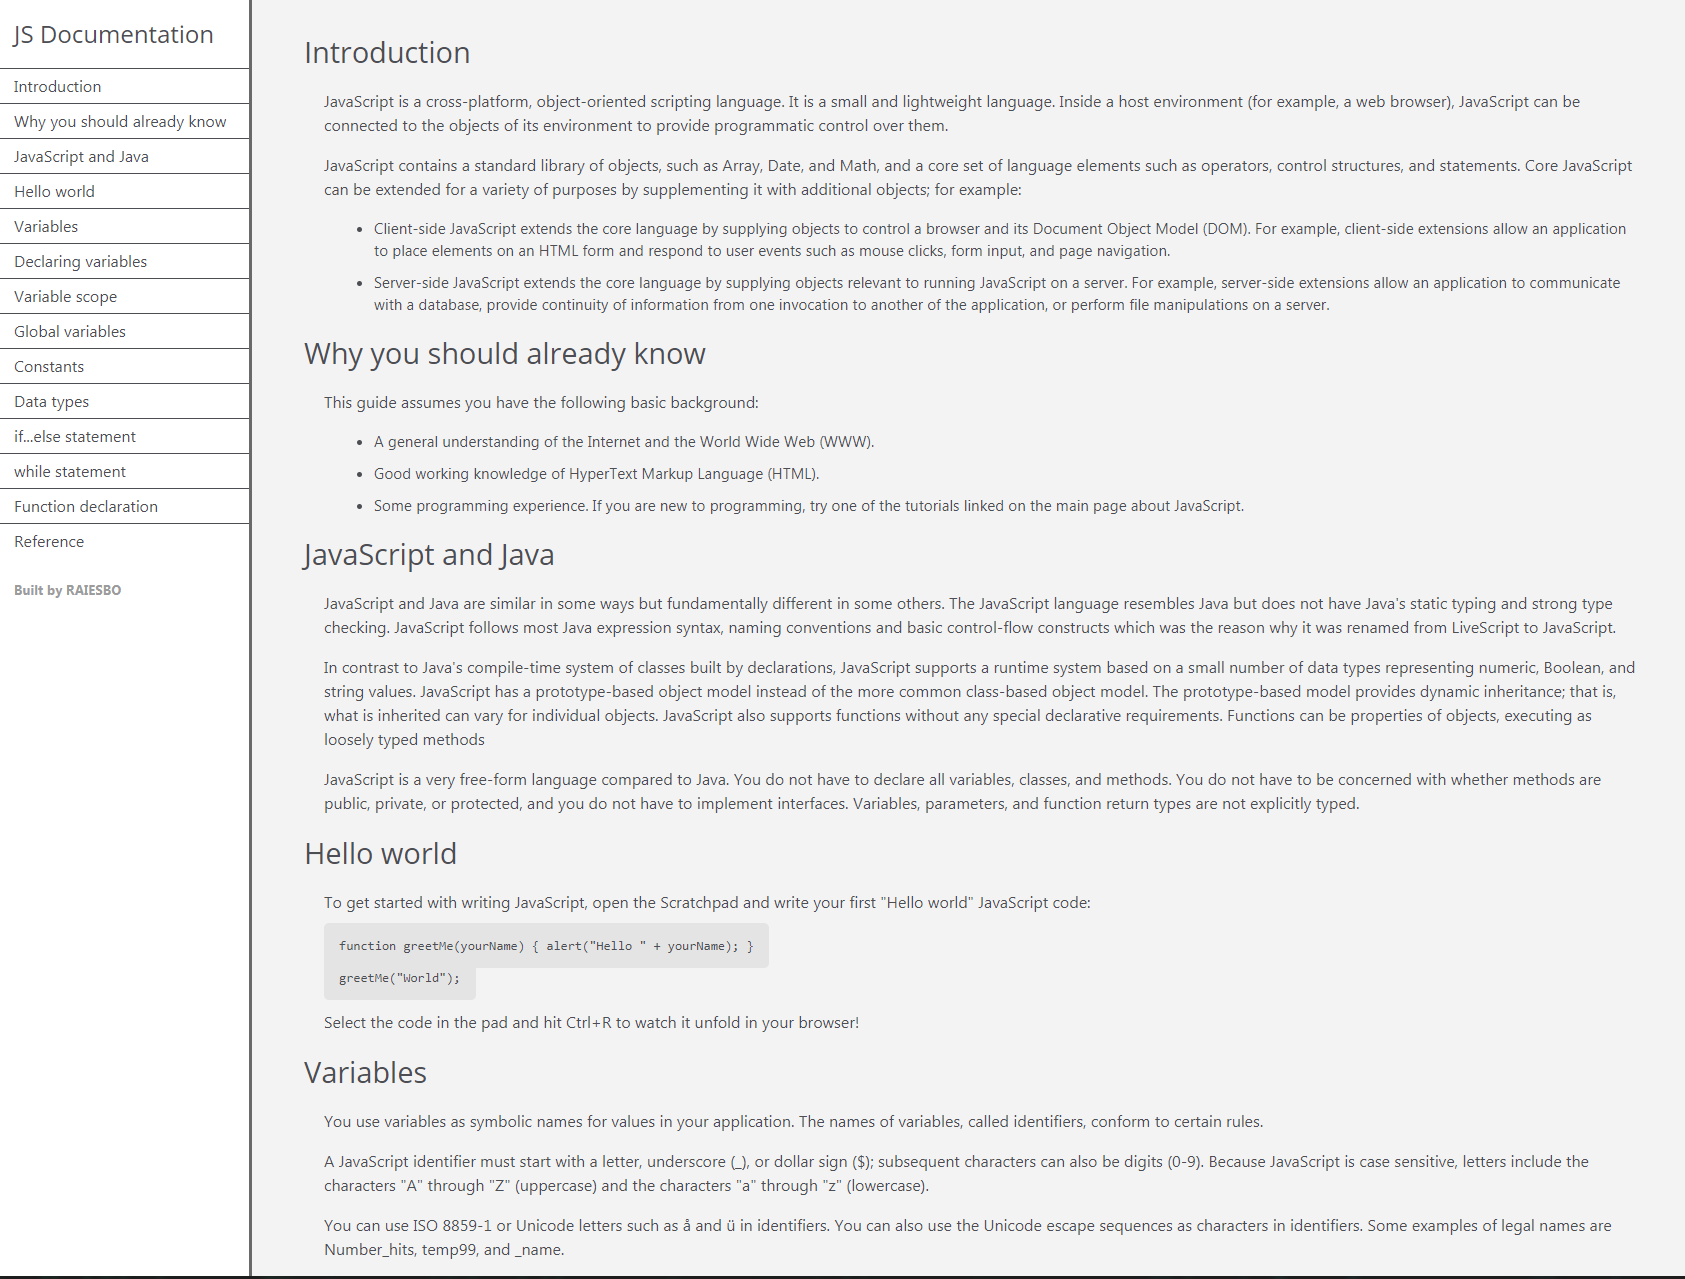 JS Documentation
Introduction
Why you should already know
JavaScript and Java
Hello world
Variables
Declaring variables
Variable scope
Global variables
Constants
Data types
if...else statement
while statement
Function declaration
Reference
Built by RAIESBO
Introduction
JavaScript is a cross-platform, object-oriented scripting language. It is a small and lightweight language. Inside a host environment (for example, a web browser), JavaScript can be
connected to the objects of its environment to provide programmatic control over them.
JavaScript contains a standard library of objects, such as Array, Date, and Math, and a core set of language elements such as operators, control structures, and statements. Core JavaScript
can be extended for a variety of purposes by supplementing it with additional objects; for example:
• Client-side JavaScript extends the core language by supplying objects to control a browser and its Document Object Model (DOM). For example, client-side extensions allow an application
to place elements on an HTML form and respond to user events such as mouse clicks, form input, and page navigation.
• Server-side JavaScript extends the core language by supplying objects relevant to running JavaScript on a server. For example, server-side extensions allow an application to communicate
with a database, provide continuity of information from one invocation to another of the application, or perform file manipulations on a server.
Why you should already know
This guide assumes you have the following basic background:
• A general understanding of the Internet and the World Wide Web (WWW).
• Good working knowledge of HyperText Markup Language (HTML).
• Some programming experience. If you are new to programming, try one of the tutorials linked on the main page about JavaScript.
JavaScript and Java
JavaScript and Java are similar in some ways but fundamentally different in some others. The JavaScript language resembles Java but does not have Java's static typing and strong type
checking. JavaScript follows most Java expression syntax, naming conventions and basic control-flow constructs which was the reason why it was renamed from LiveScript to JavaScript.
In contrast to Java's compile-time system of classes built by declarations, JavaScript supports a runtime system based on a small number of data types representing numeric, Boolean, and
string values. JavaScript has a prototype-based object model instead of the more common class-based object model. The prototype-based model provides dynamic inheritance; that is,
what is inherited can vary for individual objects. JavaScript also supports functions without any special declarative requirements. Functions can be properties of objects, executing as
loosely typed methods
JavaScript is a very free-form language compared to Java. You do not have to declare all variables, classes, and methods. You do not have to be concerned with whether methods are
public, private, or protected, and you do not have to implement interfaces. Variables, parameters, and function return types are not explicitly typed.
Hello world
To get started with writing JavaScript, open the Scratchpad and write your first "Hello world" JavaScript code:
function greetMe(yourName) { alert("Hello " + yourName); }
greetMe("World");
Select the code in the pad and hit Ctrl+R to watch it unfold in your browser!
Variables
You use variables as symbolic names for values in your application. The names of variables, called identifiers, conform to certain rules.
A JavaScript identifier must start with a letter, underscore (_), or dollar sign ($); subsequent characters can also be digits (0-9). Because JavaScript is case sensitive, letters include the
characters "A" through "Z" (uppercase) and the characters "a" through "z" (lowercase).
You can use ISO 8859-1 or Unicode letters such as å and ü in identifiers. You can also use the Unicode escape sequences as characters in identifiers. Some examples of legal names are
Number_hits, temp99, and _name.